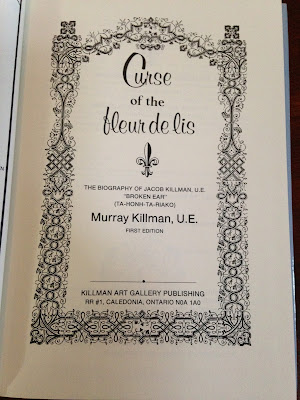 Curse
of the
fleur de lis
THE BIOGRAPHY OF JACOB KILLMAN, U.E.
"BROKEN EAR"
(TA-HONH-TA-RIAKO)
Murray Killman, U.E.
FIRST EDITION
KILLMAN ART GALLERY PUBLISHING
RR #1, CALEDONIA, ONTARIO N0A 1A0